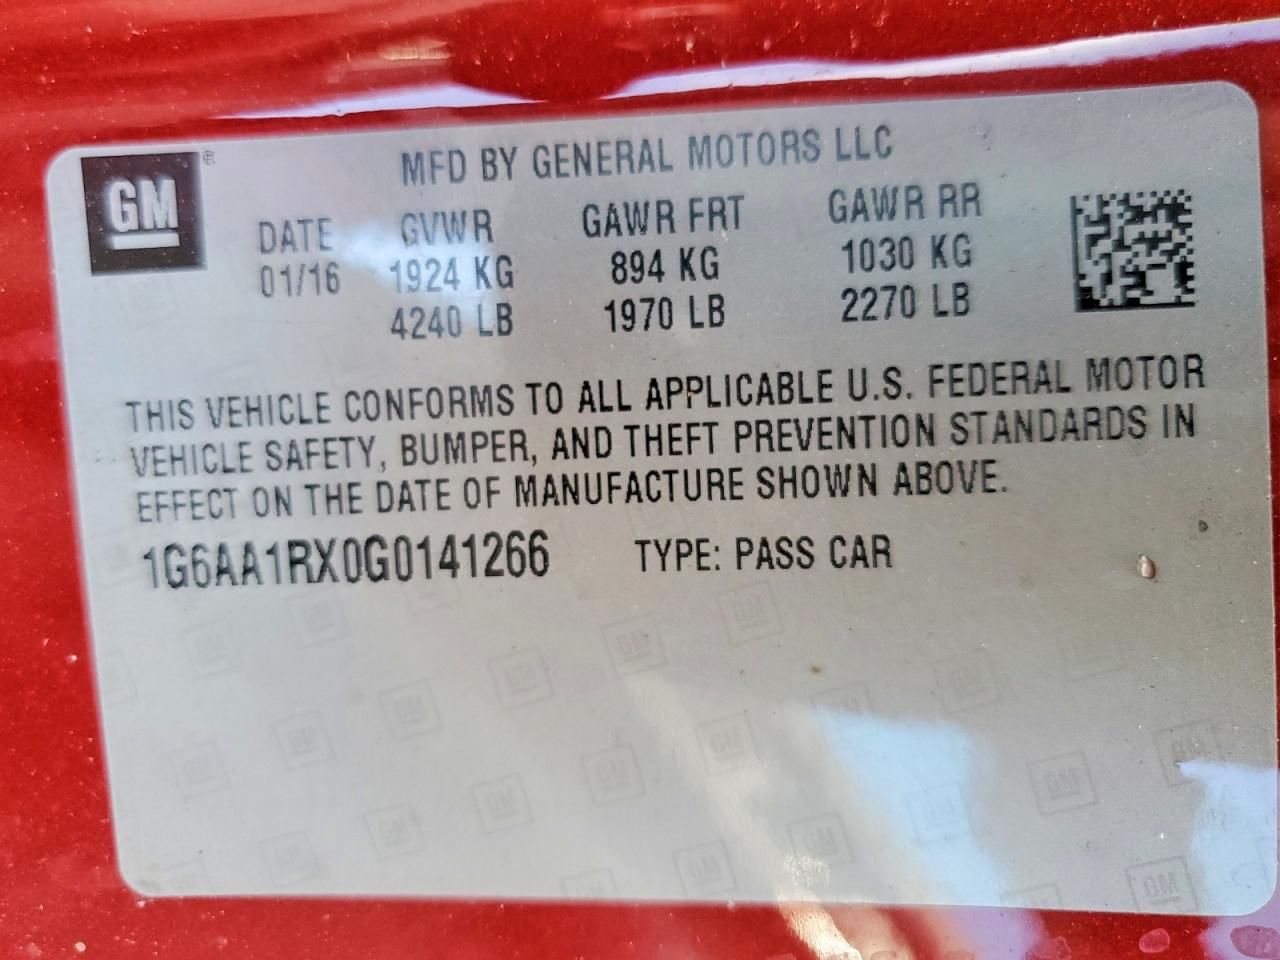 GM®
MFD BY GENERAL MOTORS LLC
DATE GVWR GAWR FRT GAWR RR
01/16 1924 KG 894 KG 1030 KG
4240 LB 1970 LB 2270 LB
THIS VEHICLE CONFORMS TO ALL APPLICABLE U.S. FEDERAL MOTOR
VEHICLE SAFETY, BUMPER, AND THEFT PREVENTION STANDARDS IN
EFFECT ON THE DATE OF MANUFACTURE SHOWN ABOVE.
1G6AA1RX0G0141266 TYPE: PASS CAR